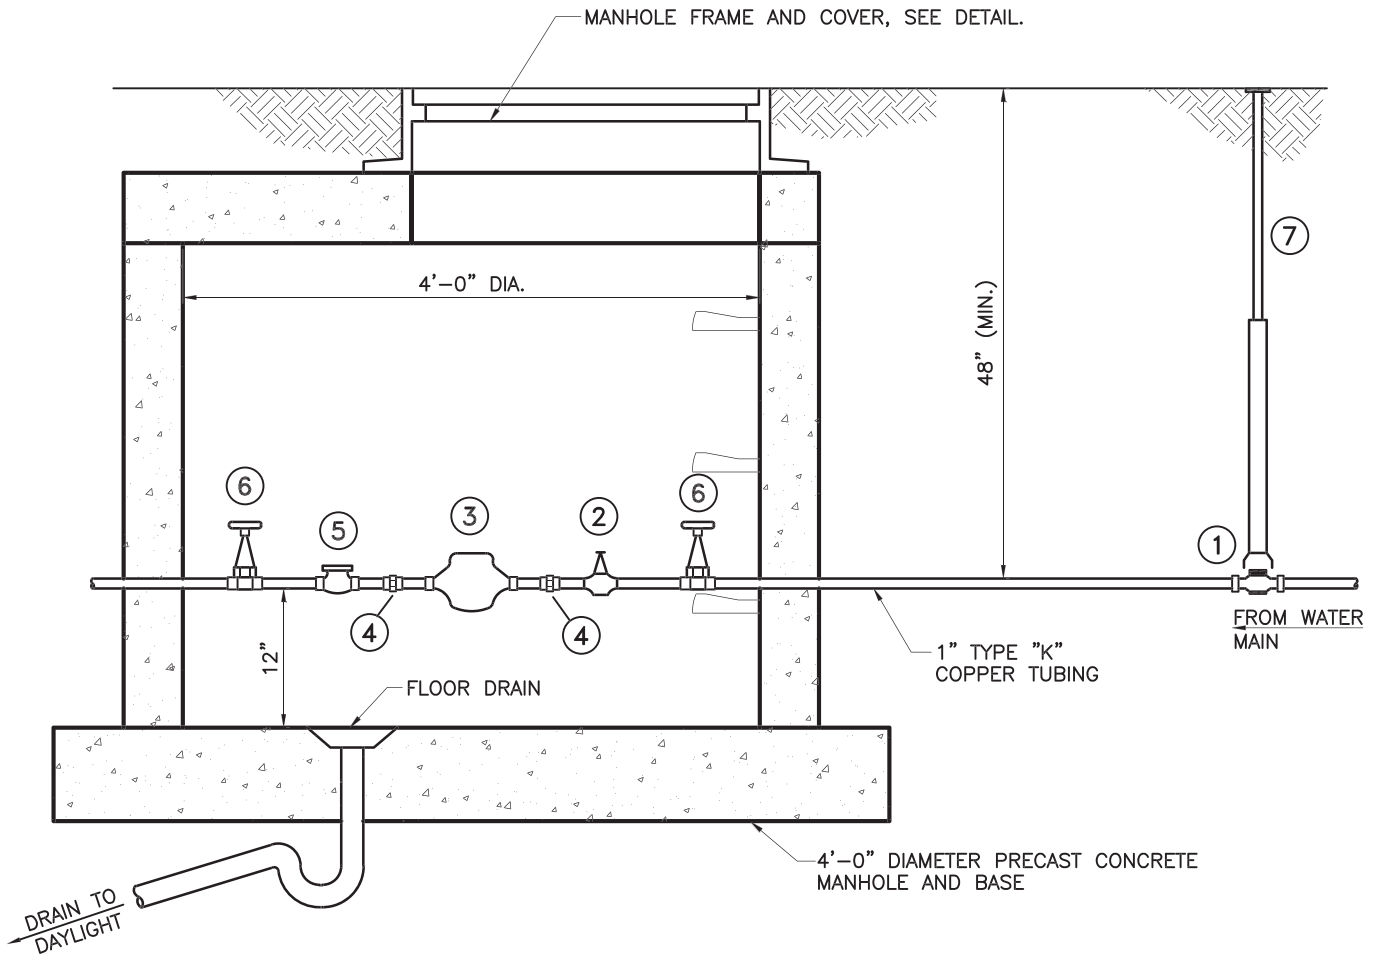 MANHOLE FRAME AND COVER, SEE DETAIL.
7
4'-0" DIA.
48" (MIN.)
6
5
3
2
6
1
4
4
FROM WATER
MAIN
12"
1" TYPE "K"
COPPER TUBING
FLOOR DRAIN
4'-0" DIAMETER PRECAST CONCRETE
MANHOLE AND BASE
DRAIN TO
DAYLIGHT